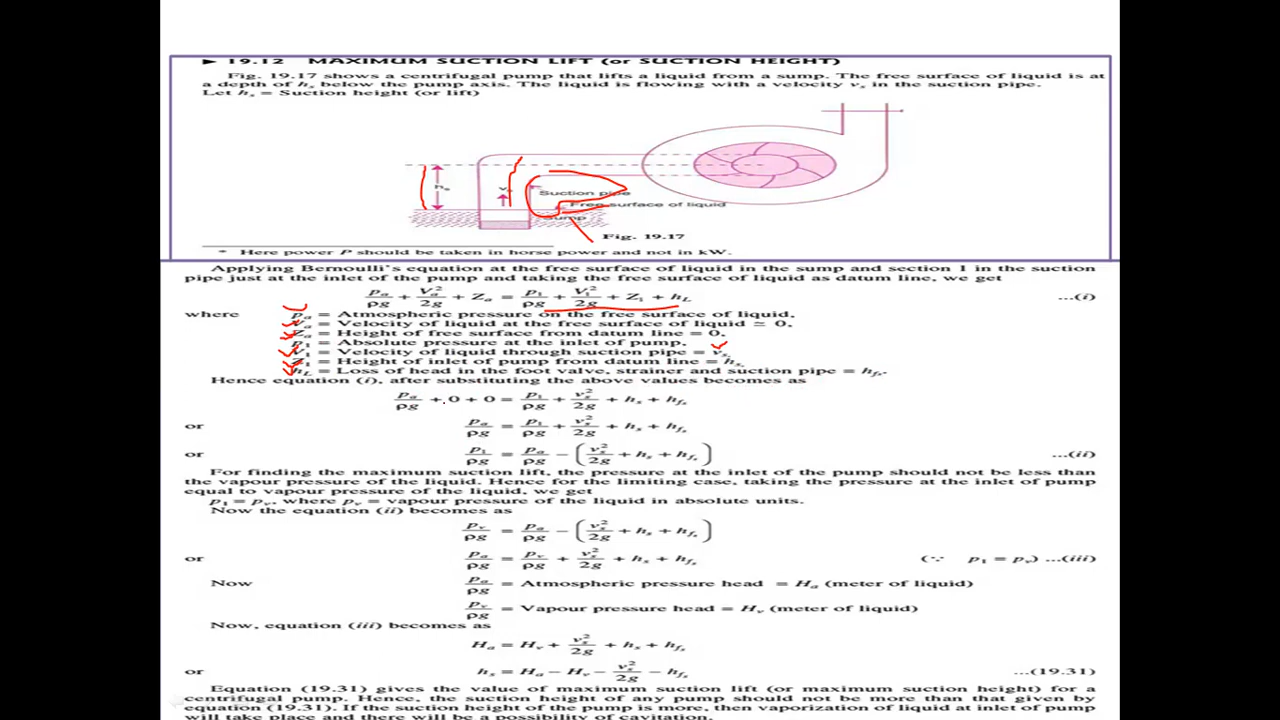 ▶ 19.12 MAXIMUM SUCTION LIFT (or SUCTION HEIGHT)
Fig. 19.17 shows a centrifugal pump that lifts a liquid from a sump. The free surface of liquid is at
a depth of hₛ below the pump axis. The liquid is flowing with a velocity vₛ in the suction pipe.
Let hₛ = Suction height (or lift)
hₛ
Suction pipe
Free surface of liquid
Sump
Fig. 19.17
* Here power P should be taken in horse power and not in kW.
Applying Bernoulli's equation at the free surface of liquid in the sump and section 1 in the suction
pipe just at the inlet of the pump and taking the free surface of liquid as datum line, we get
pₐ/ρg + Vₐ²/2g + Zₐ = p₁/ρg + V₁²/2g + Z₁ + h_L ...(i)
where pₐ = Atmospheric pressure on the free surface of liquid,
Vₐ = Velocity of liquid at the free surface of liquid ≃ 0,
Zₐ = Height of free surface from datum line = 0,
p₁ = Absolute pressure at the inlet of pump,
V₁ = Velocity of liquid through suction pipe = vₛ,
Z₁ = Height of inlet of pump from datum line = hₛ,
h_L = Loss of head in the foot valve, strainer and suction pipe = h_fₛ.
Hence equation (i), after substituting the above values becomes as
pₐ/ρg + 0 + 0 = p₁/ρg + vₛ²/2g + hₛ + h_fₛ
or pₐ/ρg = p₁/ρg + vₛ²/2g + hₛ + h_fₛ
or p₁/ρg = pₐ/ρg − (vₛ²/2g + hₛ + h_fₛ) ...(ii)
For finding the maximum suction lift, the pressure at the inlet of the pump should not be less than
the vapour pressure of the liquid. Hence for the limiting case, taking the pressure at the inlet of pump
equal to vapour pressure of the liquid, we get
p₁ = pᵥ, where pᵥ = vapour pressure of the liquid in absolute units.
Now the equation (ii) becomes as
pᵥ/ρg = pₐ/ρg − (vₛ²/2g + hₛ + h_fₛ)
or pₐ/ρg = pᵥ/ρg + vₛ²/2g + hₛ + h_fₛ (∵ p₁ = pᵥ) ...(iii)
Now pₐ/ρg = Atmospheric pressure head = Hₐ (meter of liquid)
pᵥ/ρg = Vapour pressure head = Hᵥ (meter of liquid)
Now, equation (iii) becomes as
Hₐ = Hᵥ + vₛ²/2g + hₛ + h_fₛ
or hₛ = Hₐ − Hᵥ − vₛ²/2g − h_fₛ ...(19.31)
Equation (19.31) gives the value of maximum suction lift (or maximum suction height) for a
centrifugal pump. Hence, the suction height of any pump should not be more than that given by
equation (19.31). If the suction height of the pump is more, then vaporization of liquid at inlet of pump
will take place and there will be a possibility of cavitation.